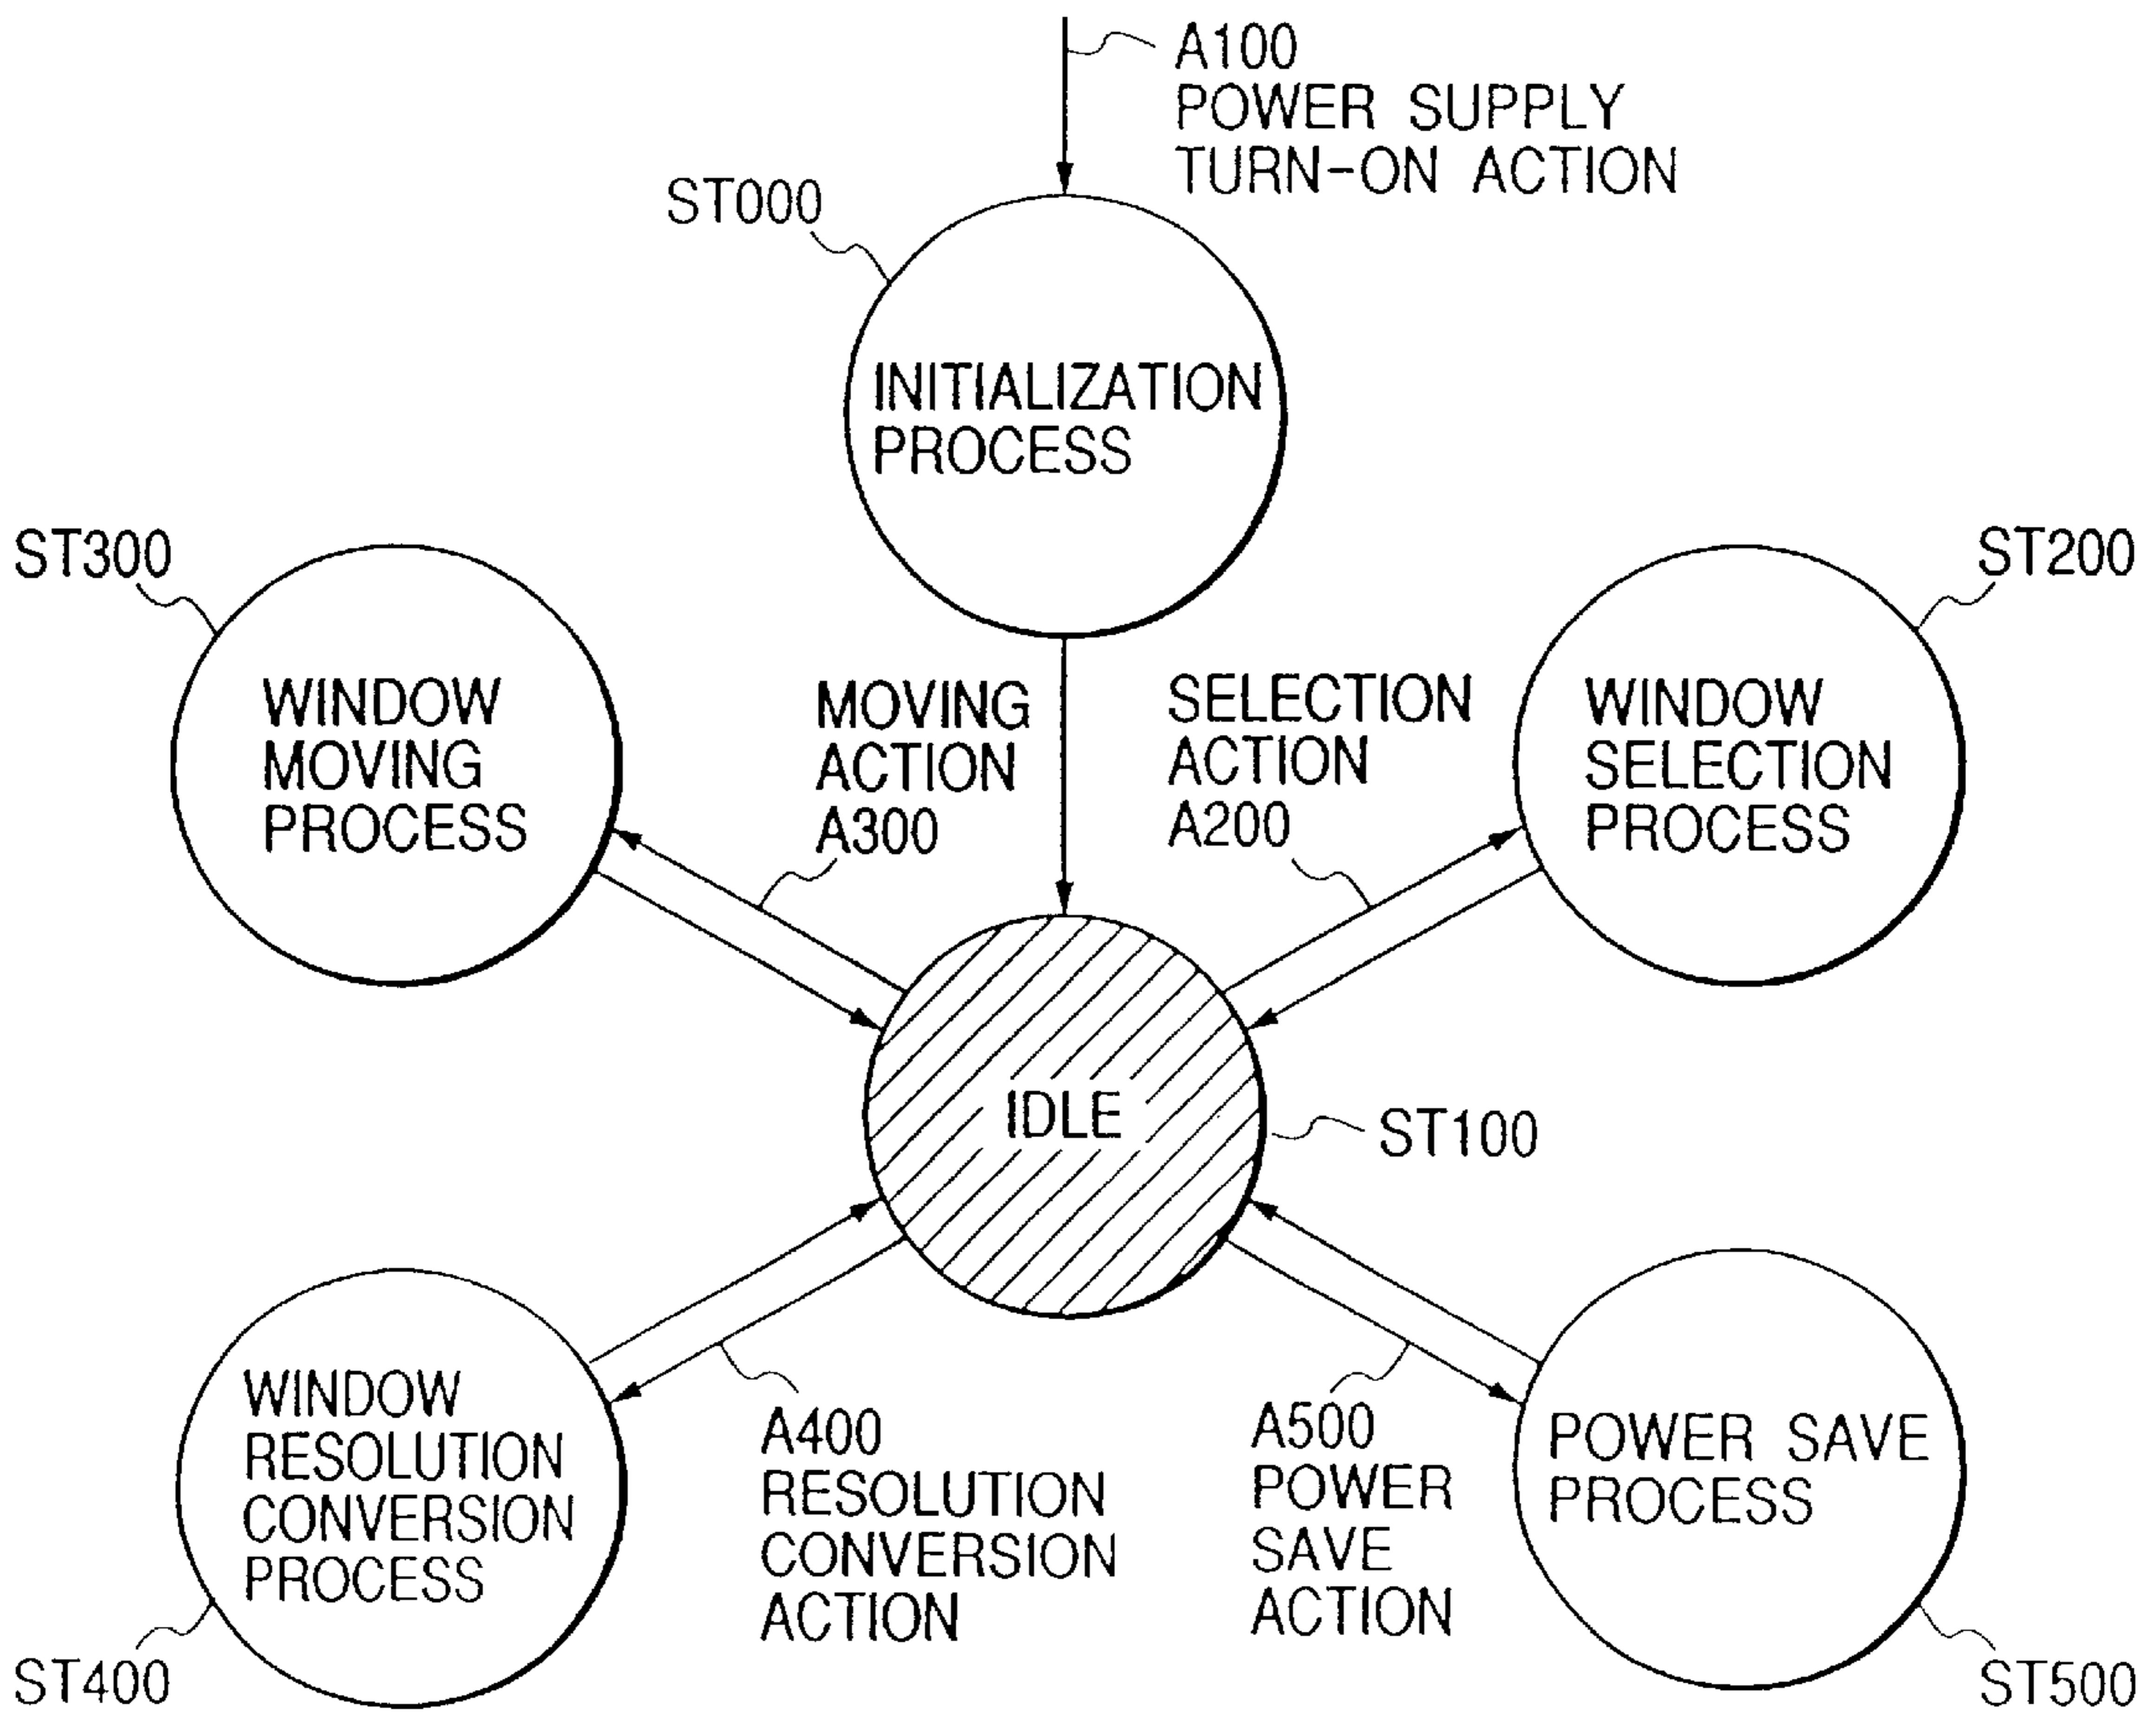 A100
POWER SUPPLY
TURN-ON ACTION
ST000
INITIALIZATION
PROCESS
ST300
WINDOW
MOVING
PROCESS
MOVING
ACTION
A300
SELECTION
ACTION
A200
ST200
WINDOW
SELECTION
PROCESS
IDLE
ST100
WINDOW
RESOLUTION
CONVERSION
PROCESS
ST400
A400
RESOLUTION
CONVERSION
ACTION
A500
POWER
SAVE
ACTION
POWER SAVE
PROCESS
ST500